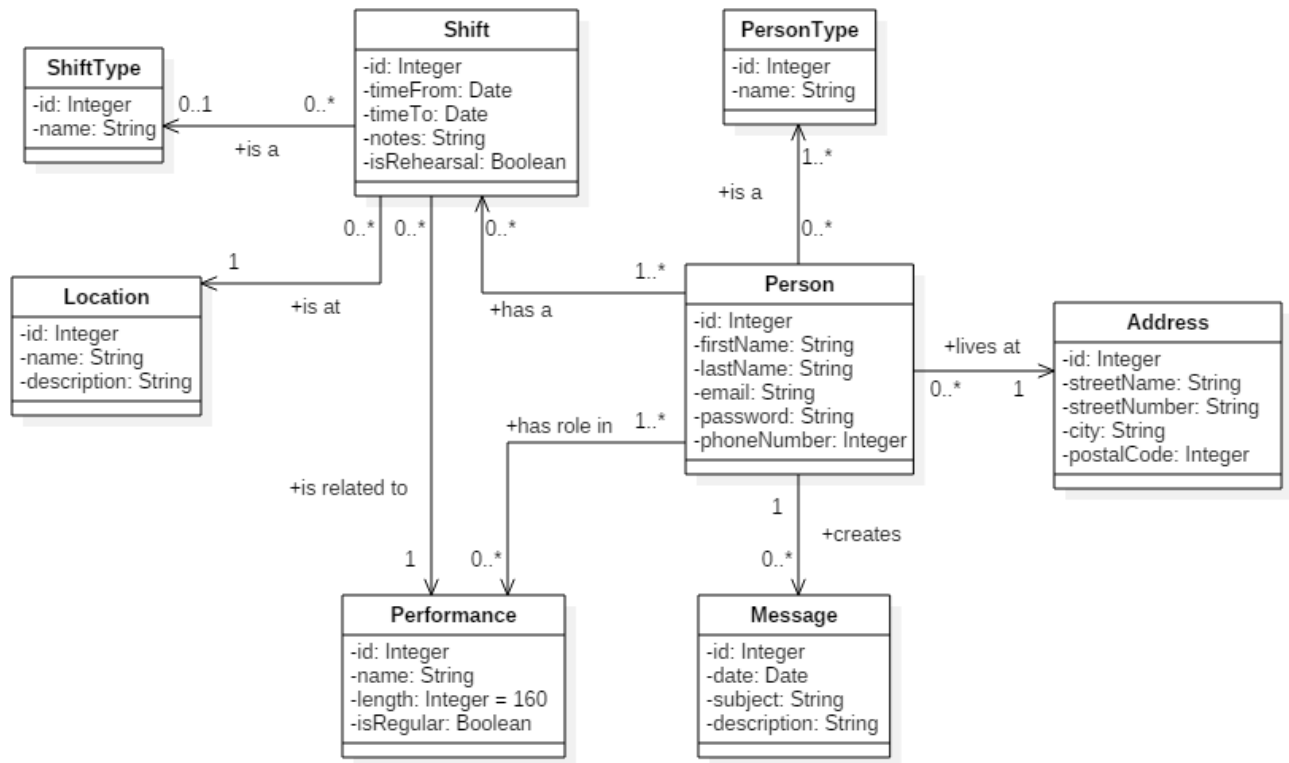 ShiftType
-id: Integer
-name: String
0..1
0..*
+is a
Shift
-id: Integer
-timeFrom: Date
-timeTo: Date
-notes: String
-isRehearsal: Boolean
PersonType
-id: Integer
-name: String
1..*
+is a
0..*
0..*
0..*
0..*
1
+is at
Location
-id: Integer
-name: String
-description: String
+has a
1..*
Person
-id: Integer
-firstName: String
-lastName: String
-email: String
-password: String
-phoneNumber: Integer
+lives at
0..*
1
Address
-id: Integer
-streetName: String
-streetNumber: String
-city: String
-postalCode: Integer
+has role in
1..*
+is related to
1
0..*
1
+creates
0..*
Performance
-id: Integer
-name: String
-length: Integer = 160
-isRegular: Boolean
Message
-id: Integer
-date: Date
-subject: String
-description: String